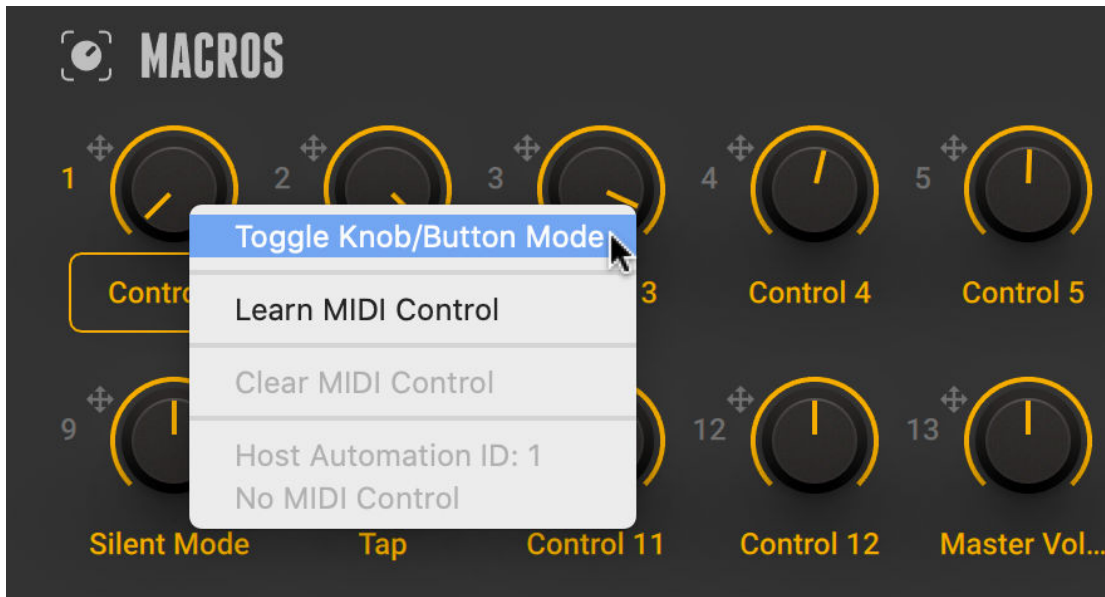 MACROS
1
2
3
4
5
Toggle Knob/Button Mode
Contro
3
Control 4
Control 5
Learn MIDI Control
Clear MIDI Control
9
12
13
Host Automation ID: 1
No MIDI Control
Silent Mode
Tap
Control 11
Control 12
Master Vol...